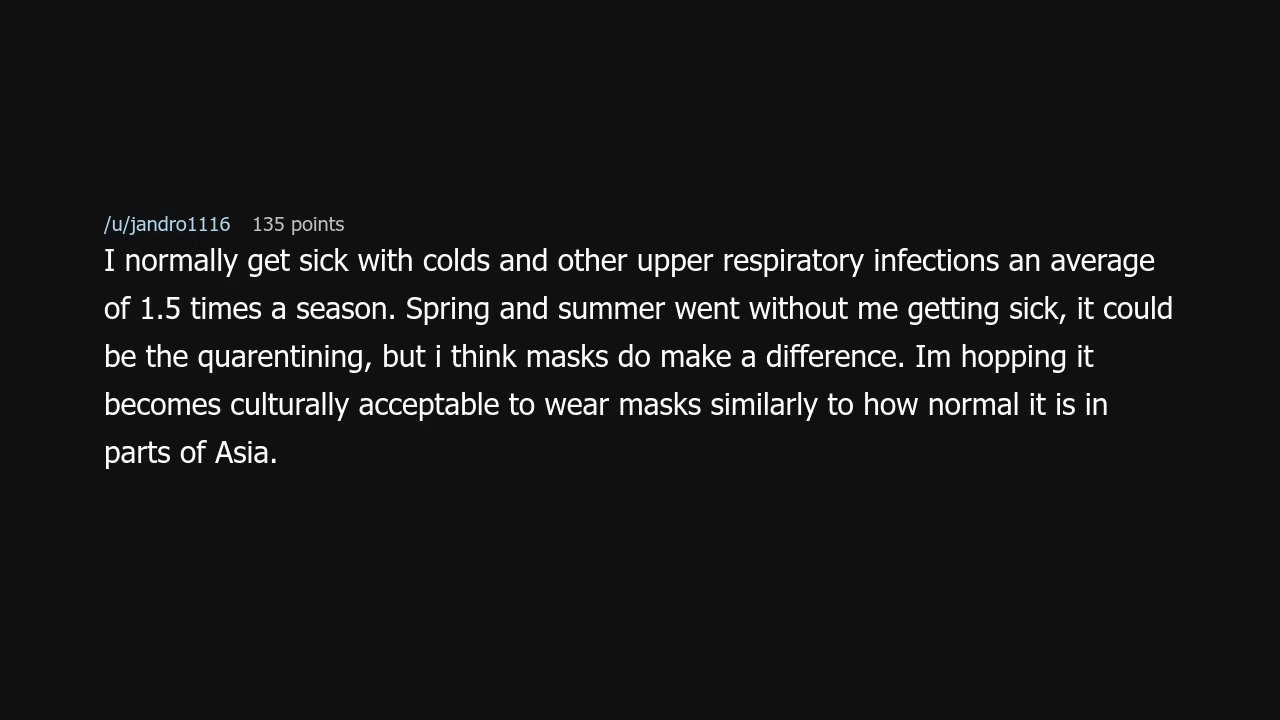 /u/jandro1116 135 points
I normally get sick with colds and other upper respiratory infections an average
of 1.5 times a season. Spring and summer went without me getting sick, it could
be the quarentining, but i think masks do make a difference. Im hopping it
becomes culturally acceptable to wear masks similarly to how normal it is in
parts of Asia.